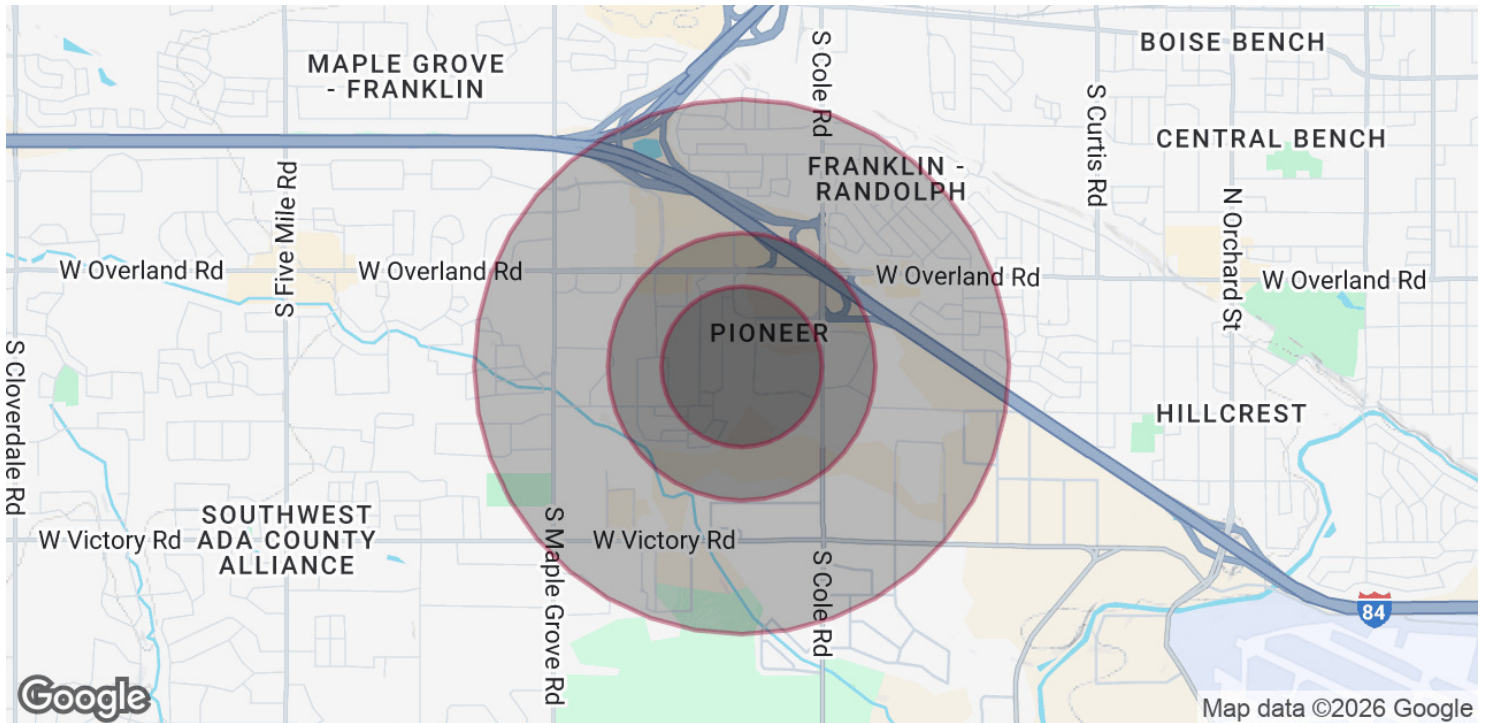 BOISE BENCH
MAPLE GROVE
- FRANKLIN
S Cole Rd
S Curtis Rd
CENTRAL BENCH
FRANKLIN -
RANDOLPH
S Five Mile Rd
N Orchard St
W Overland Rd
W Overland Rd
W Overland Rd
W Overland Rd
PIONEER
S Cloverdale Rd
HILLCREST
SOUTHWEST
ADA COUNTY
ALLIANCE
W Victory Rd
S Maple Grove Rd
W Victory Rd
S Cole Rd
84
Google
Map data ©2026 Google